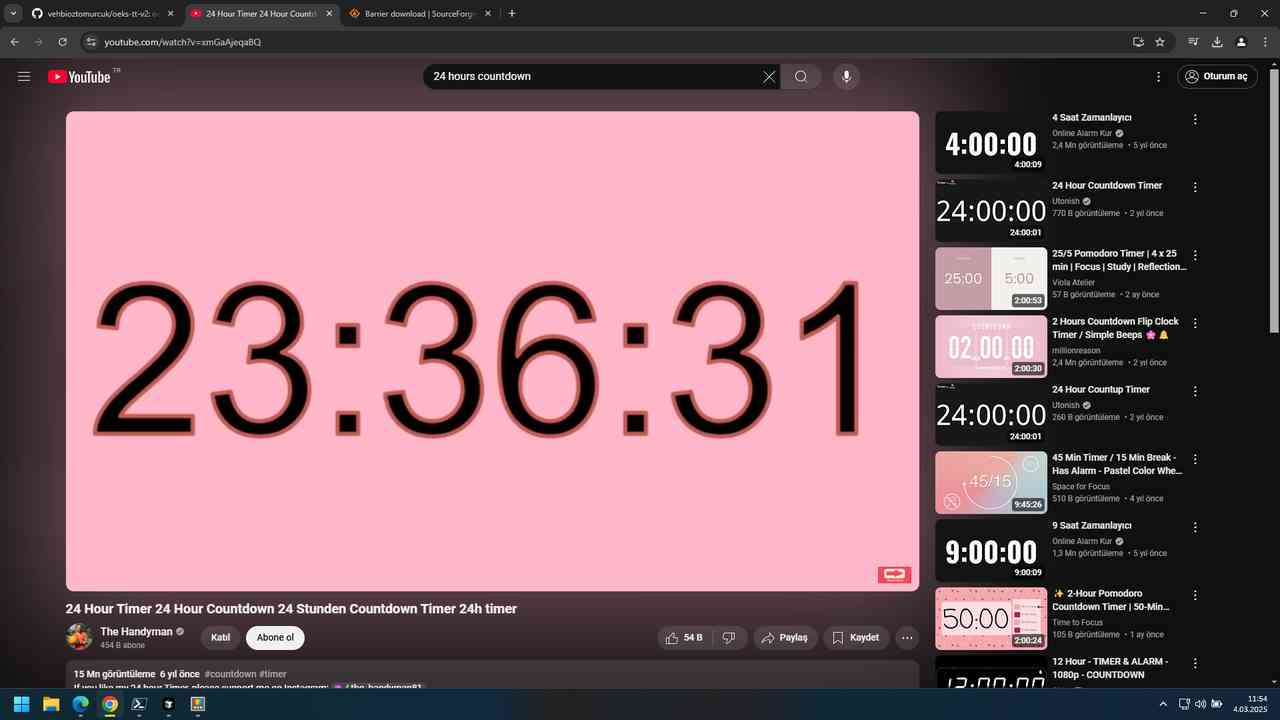 vehbioztomurcuk/oeks-tt-v2:
24 Hour Timer 24 Hour Countd
Barrier download | SourceForg
youtube.com/watch?v=xmGaAjeqaBQ
YouTube TR
24 hours countdown
Oturum aç
23:36:31
24 Hour Timer 24 Hour Countdown 24 Stunden Countdown Timer 24h timer
The Handyman
454 B abone
Katıl
Abone ol
54 B
Paylaş
Kaydet
15 Mn görüntüleme 6 yıl önce #countdown #timer
If you like my 24 hour Timer, please support me on Instagram: / the_handyman81
4:00:00
4:00:09
4 Saat Zamanlayıcı
Online Alarm Kur
2,4 Mn görüntüleme • 5 yıl önce
24:00:00
24:00:01
24 Hour Countdown Timer
Utonish
770 B görüntüleme • 2 yıl önce
25:00
5:00
2:00:53
25/5 Pomodoro Timer | 4 x 25
min | Focus | Study | Reflection...
Viola Atelier
57 B görüntüleme • 2 ay önce
COUNTDOWN
02:00:00
2:00:30
2 Hours Countdown Flip Clock
Timer / Simple Beeps 🌸 🔔
millionreason
2,4 Mn görüntüleme • 2 yıl önce
24:00:00
24:00:01
24 Hour Countup Timer
Utonish
260 B görüntüleme • 2 yıl önce
45/15
9:45:26
45 Min Timer / 15 Min Break -
Has Alarm - Pastel Color Whe...
Space for Focus
510 B görüntüleme • 4 yıl önce
9:00:00
9:00:09
9 Saat Zamanlayıcı
Online Alarm Kur
1,3 Mn görüntüleme • 5 yıl önce
50:00
2:00:24
✨ 2-Hour Pomodoro
Countdown Timer | 50-Min...
Time to Focus
105 B görüntüleme • 1 ay önce
12:00:00
12 Hour - TIMER & ALARM -
1080p - COUNTDOWN
11:54
4.03.2025